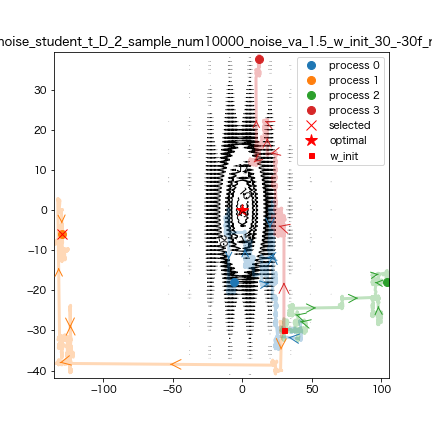 noise_student_t_D_2_sample_num10000_noise_va_1.5_w_init_30_-30f_r
process 0
process 1
process 2
process 3
selected
optimal
w_init
30
20
10
0
−10
−20
−30
−40
−100
−50
0
50
100